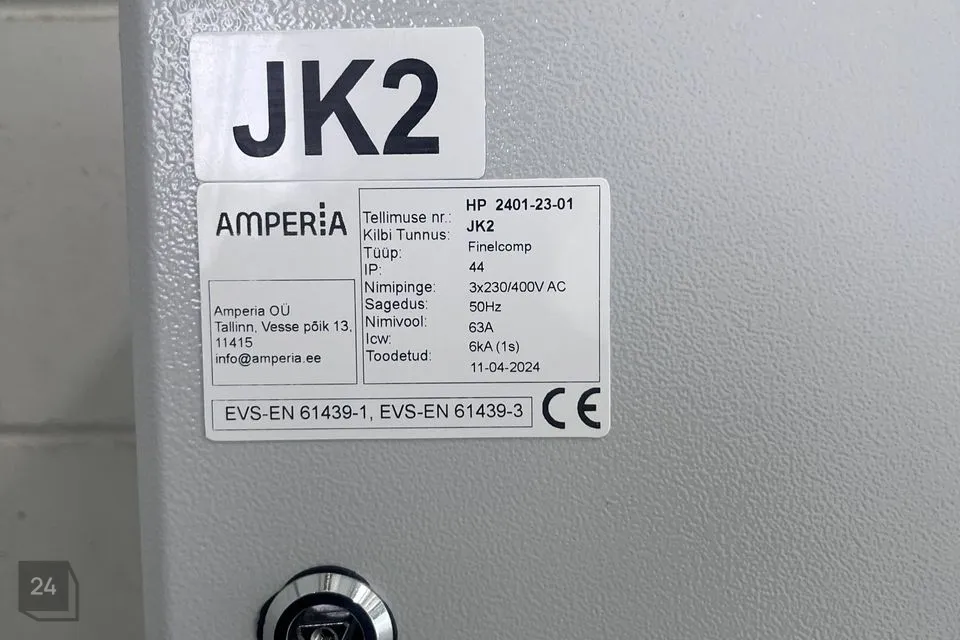 JK2
AMPERiA
Amperia OÜ
Tallinn, Vesse põik 13,
11415
info@amperia.ee
Tellimuse nr.: HP 2401-23-01
Kilbi Tunnus: JK2
Tüüp: Finelcomp
IP: 44
Nimipinge: 3x230/400V AC
Sagedus: 50Hz
Nimivool: 63A
Icw: 6kA (1s)
Toodetud: 11-04-2024
EVS-EN 61439-1, EVS-EN 61439-3 CE
24